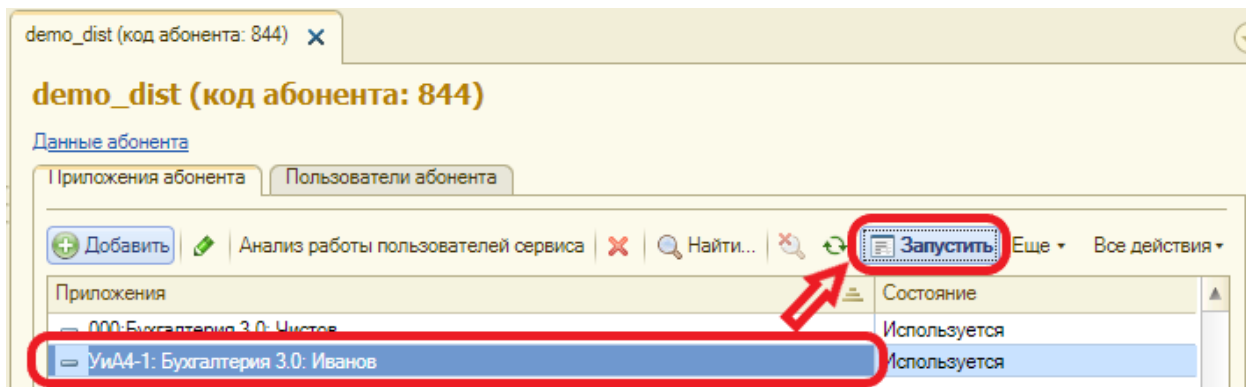 demo_dist (код абонента: 844)
demo_dist (код абонента: 844)
Данные абонента
Приложения абонента Пользователи абонента
Добавить Анализ работы пользователей сервиса Найти... Запустить Еще Все действия
Приложения Состояние
000:Бухгалтерия 3.0: Чистов Используется
УиА4-1: Бухгалтерия 3.0: Иванов Используется